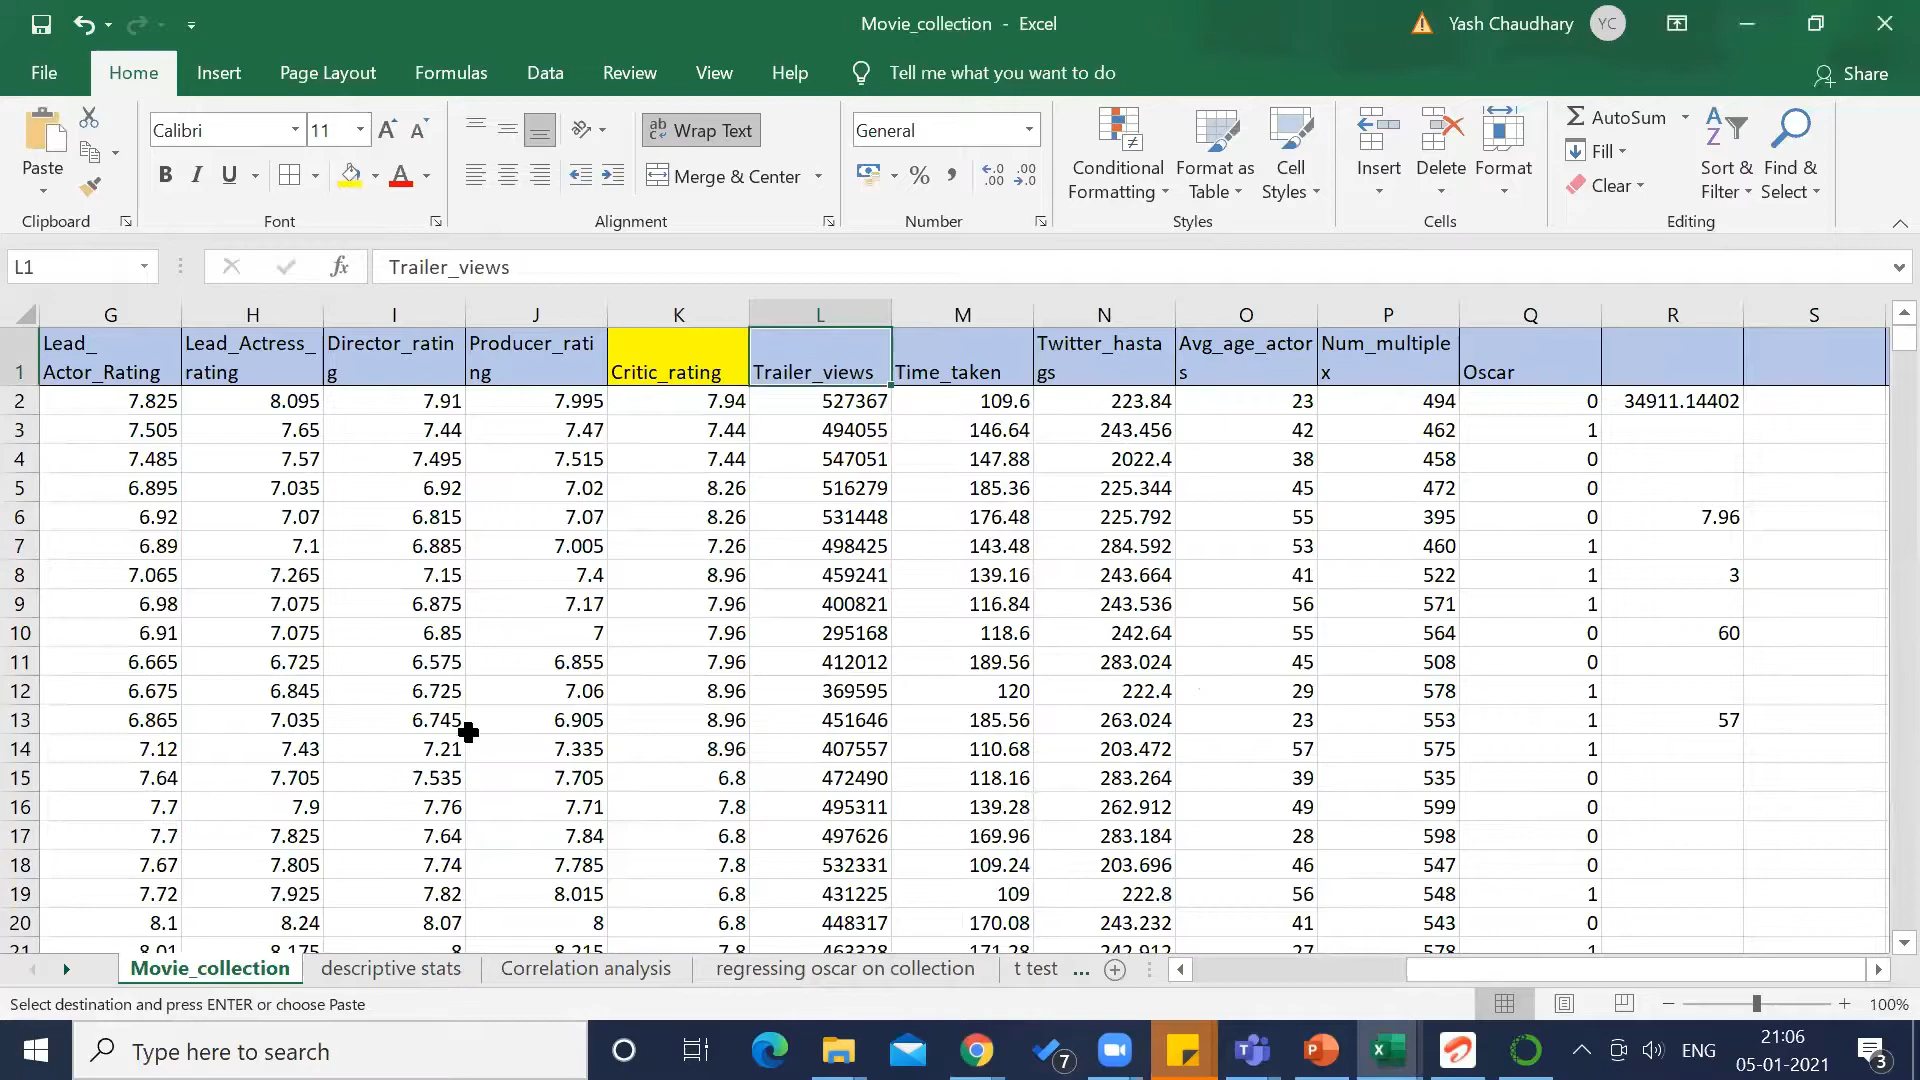 Movie_collection - Excel
Yash Chaudhary YC
File Home Insert Page Layout Formulas Data Review View Help Tell me what you want to do Share
Paste
Calibri 11
Wrap Text
General
B I U
Merge & Center
Conditional Formatting
Format as Table
Cell Styles
Insert Delete Format
AutoSum
Fill
Clear
Sort & Filter
Find & Select
Clipboard Font Alignment Number Styles Cells Editing
L1 fx Trailer_views
G H I J K L M N O P Q R S
1 Lead_ Actor_Rating Lead_Actress_ rating Director_ratin g Producer_rati ng Critic_rating Trailer_views Time_taken Twitter_hasta gs Avg_age_actor s Num_multiple x Oscar
2 7.825 8.095 7.91 7.995 7.94 527367 109.6 223.84 23 494 0 34911.14402
3 7.505 7.65 7.44 7.47 7.44 494055 146.64 243.456 42 462 1
4 7.485 7.57 7.495 7.515 7.44 547051 147.88 2022.4 38 458 0
5 6.895 7.035 6.92 7.02 8.26 516279 185.36 225.344 45 472 0
6 6.92 7.07 6.815 7.07 8.26 531448 176.48 225.792 55 395 0 7.96
7 6.89 7.1 6.885 7.005 7.26 498425 143.48 284.592 53 460 1
8 7.065 7.265 7.15 7.4 8.96 459241 139.16 243.664 41 522 1 3
9 6.98 7.075 6.875 7.17 7.96 400821 116.84 243.536 56 571 1
10 6.91 7.075 6.85 7 7.96 295168 118.6 242.64 55 564 0 60
11 6.665 6.725 6.575 6.855 7.96 412012 189.56 283.024 45 508 0
12 6.675 6.845 6.725 7.06 8.96 369595 120 222.4 29 578 1
13 6.865 7.035 6.745 6.905 8.96 451646 185.56 263.024 23 553 1 57
14 7.12 7.43 7.21 7.335 8.96 407557 110.68 203.472 57 575 1
15 7.64 7.705 7.535 7.705 6.8 472490 118.16 283.264 39 535 0
16 7.7 7.9 7.76 7.71 7.8 495311 139.28 262.912 49 599 0
17 7.7 7.825 7.64 7.84 6.8 497626 169.96 283.184 28 598 0
18 7.67 7.805 7.74 7.785 7.8 532331 109.24 203.696 46 547 0
19 7.72 7.925 7.82 8.015 6.8 431225 109 222.8 56 548 1
20 8.1 8.24 8.07 8 6.8 448317 170.08 243.232 41 543 0
21 8.01 8.175 8 8.215 7.8 463328 171.28 242.912 27 578 1
Movie_collection descriptive stats Correlation analysis regressing oscar on collection t test ...
Select destination and press ENTER or choose Paste 100%
Type here to search 7 ENG 21:06 3
05-01-2021